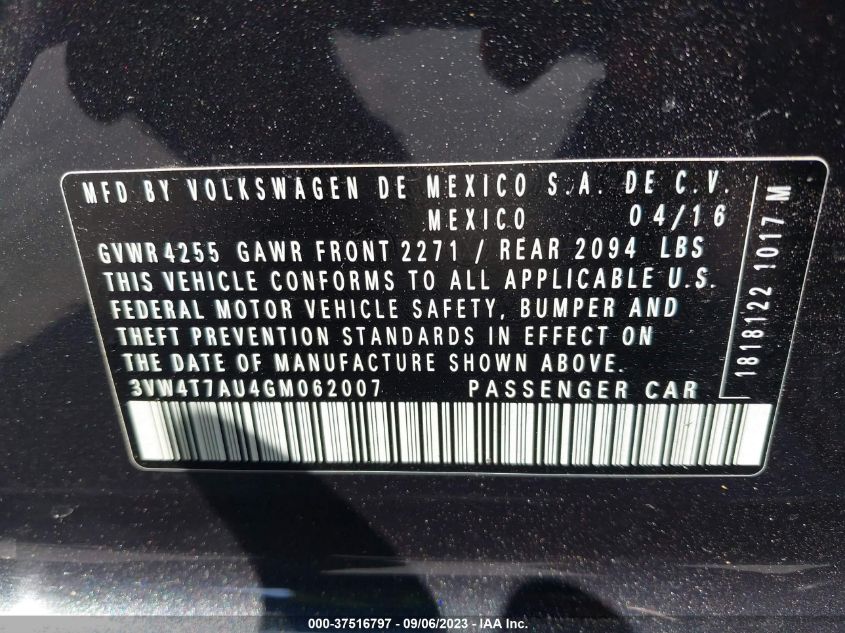 MFD BY VOLKSWAGEN DE MEXICO S.A. DE C.V.
MEXICO 04/16
GVWR 4255 GAWR FRONT 2271 / REAR 2094 LBS
THIS VEHICLE CONFORMS TO ALL APPLICABLE U.S.
FEDERAL MOTOR VEHICLE SAFETY, BUMPER AND
THEFT PREVENTION STANDARDS IN EFFECT ON
THE DATE OF MANUFACTURE SHOWN ABOVE.
3VW4T7AU4GM062007 PASSENGER CAR
1818122 1017 M
000-37516797 - 09/06/2023 - © IAA Inc.